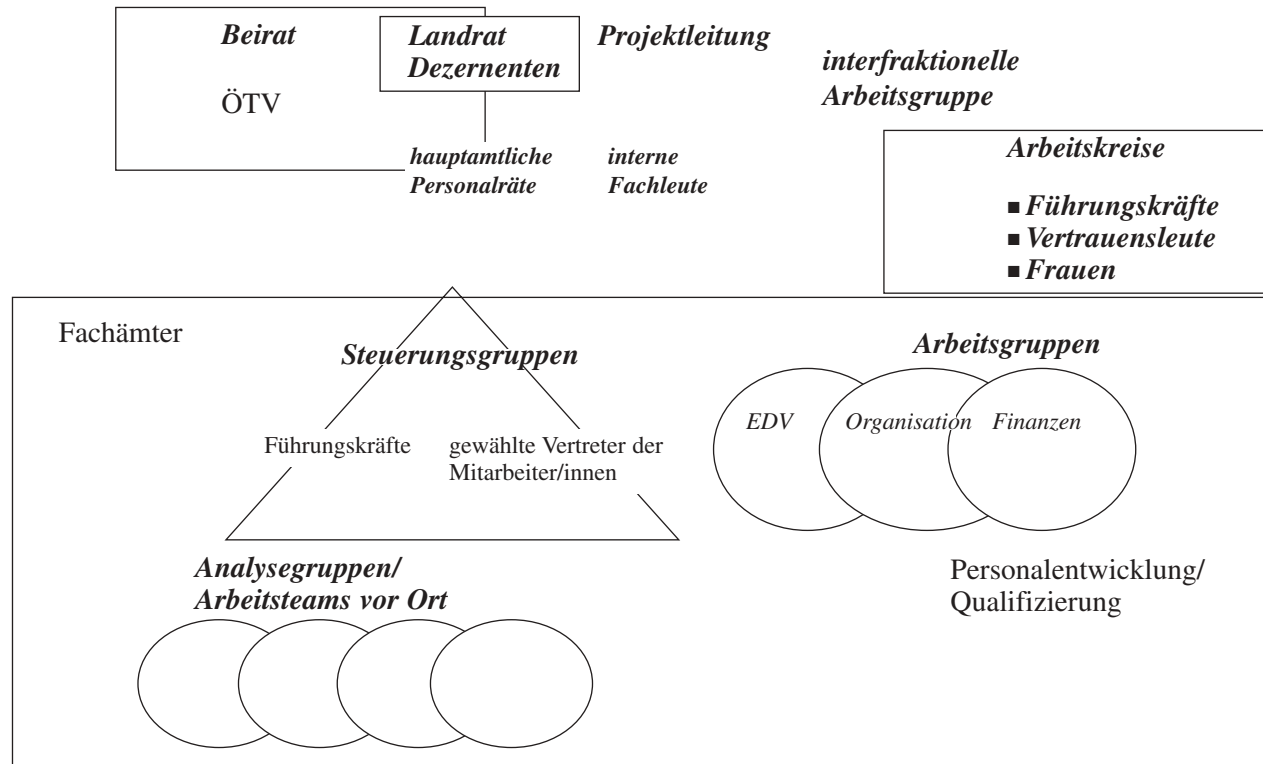 Beirat
ÖTV
Landrat
Dezernenten
Projektleitung
interfraktionelle
Arbeitsgruppe
hauptamtliche
Personalräte
interne
Fachleute
Arbeitskreise
■ Führungskräfte
■ Vertrauensleute
■ Frauen
Fachämter
Steuerungsgruppen
Führungskräfte
gewählte Vertreter der
Mitarbeiter/innen
Arbeitsgruppen
EDV
Organisation
Finanzen
Analysegruppen/
Arbeitsteams vor Ort
Personalentwicklung/
Qualifizierung